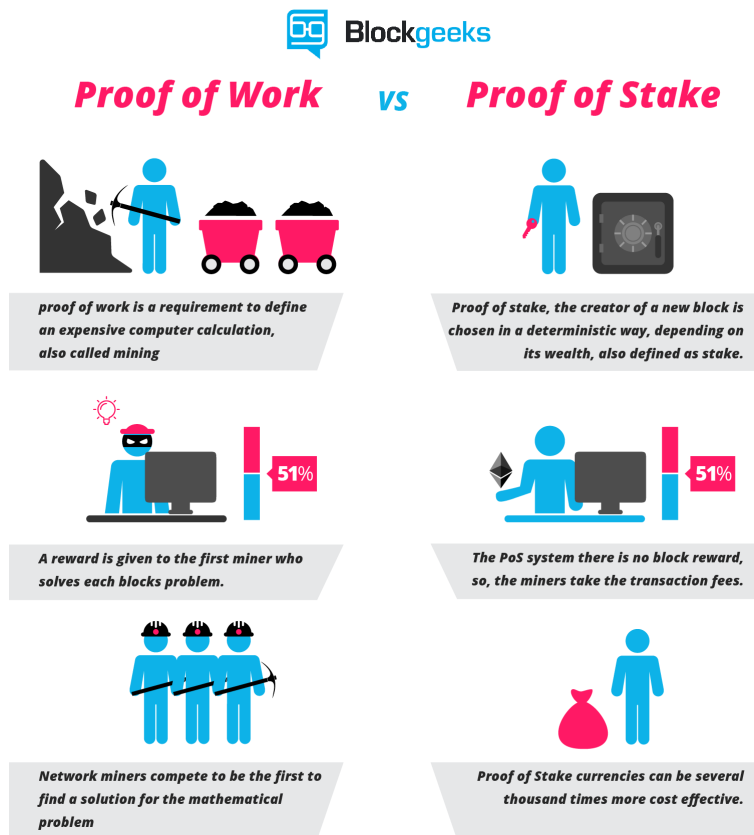 Blockgeeks
Proof of Work vs Proof of Stake
proof of work is a requirement to define
an expensive computer calculation,
also called mining
Proof of stake, the creator of a new block is
chosen in a deterministic way, depending on
its wealth, also defined as stake.
51%
51%
A reward is given to the first miner who
solves each blocks problem.
The PoS system there is no block reward,
so, the miners take the transaction fees.
Network miners compete to be the first to
find a solution for the mathematical
problem
Proof of Stake currencies can be several
thousand times more cost effective.